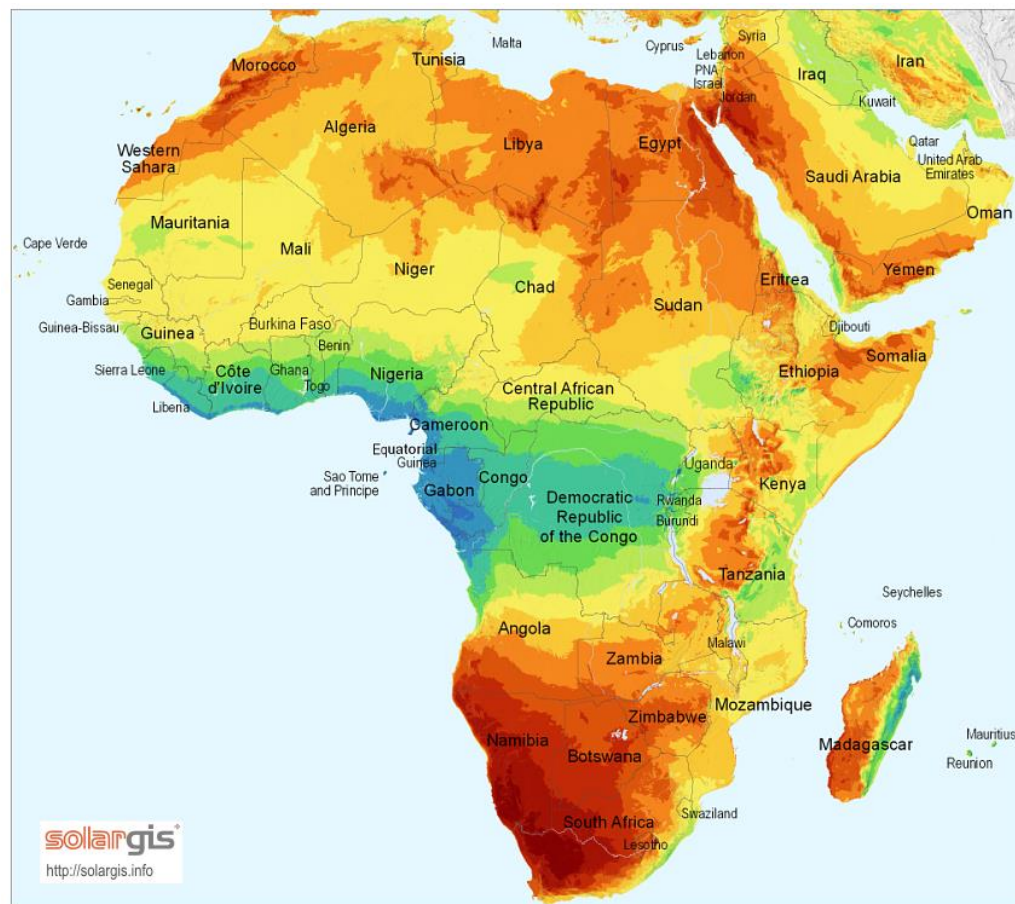 Malta
Cyprus
Syria
Lebanon
PNA
Israel
Jordan
Iraq
Iran
Kuwait
Morocco
Tunisia
Algeria
Libya
Egypt
Western
Sahara
Qatar
United Arab
Emirates
Saudi Arabia
Oman
Mauritania
Cape Verde
Mali
Niger
Chad
Sudan
Eritrea
Yemen
Senegal
Gambia
Guinea-Bissau
Guinea
Burkina Faso
Benin
Djibouti
Somalia
Sierra Leone
Côte
d'Ivoire
Ghana
Togo
Nigeria
Ethiopia
Liberia
Central African
Republic
Cameroon
Equatorial
Guinea
Sao Tome
and Principe
Gabon
Congo
Uganda
Kenya
Democratic
Republic
of the Congo
Rwanda
Burundi
Tanzania
Seychelles
Comoros
Angola
Malawi
Zambia
Mozambique
Zimbabwe
Madagascar
Mauritius
Reunion
Namibia
Botswana
Swaziland
South Africa
Lesotho
solargis
http://solargis.info